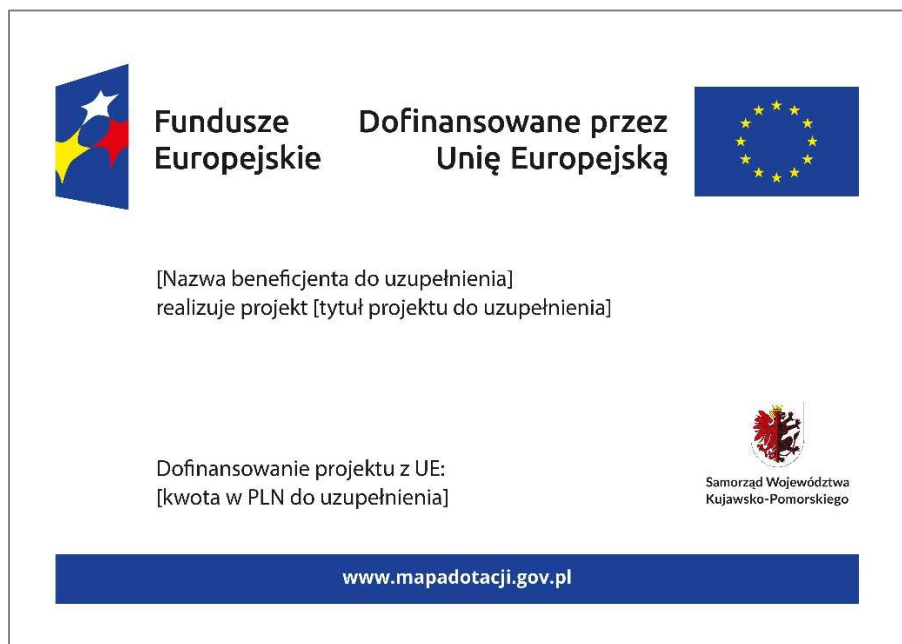 Fundusze
Europejskie
Dofinansowane przez
Unię Europejską
[Nazwa beneficjenta do uzupełnienia]
realizuje projekt [tytuł projektu do uzupełnienia]
Dofinansowanie projektu z UE:
[kwota w PLN do uzupełnienia]
Samorząd Województwa
Kujawsko-Pomorskiego
www.mapadotacji.gov.pl